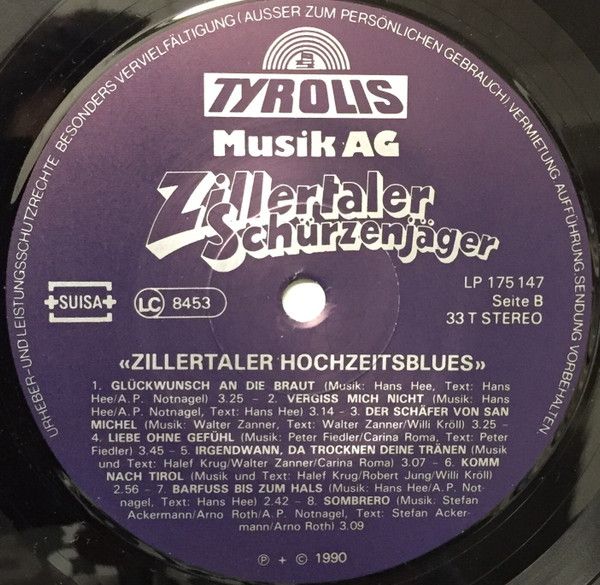 URHEBER-UND LEISTUNGSSCHUTZRECHTE BESONDERS VERVIELFÄLTIGUNG (AUSSER ZUM PERSÖNLICHEN GEBRAUCH) VERMIETUNG AUFFÜHRUNG, SENDUNG VORBEHALTEN.
TYROLIS
Musik AG
Zillertaler
Schürzenjäger
SUISA
LC 8453
LP 175147
Seite B
33 T STEREO
«ZILLERTALER HOCHZEITSBLUES»
1. GLÜCKWUNSCH AN DIE BRAUT (Musik: Hans Hee, Text: Hans
Hee/A.P. Notnagel) 3.25 – 2. VERGISS MICH NICHT (Musik: Hans
Hee/A.P. Notnagel, Text: Hans Hee) 3.14 – 3. DER SCHÄFER VON SAN
MICHEL (Musik: Walter Zanner, Text: Walter Zanner/Willi Kröll) 3.25 –
4. LIEBE OHNE GEFÜHL (Musik: Peter Fiedler/Carina Roma, Text: Peter
Fiedler) 3.45 – 5. IRGENDWANN, DA TROCKNEN DEINE TRÄNEN (Musik
und Text: Halef Krug/Walter Zanner/Carina Roma) 3.07 – 6. KOMM
NACH TIROL (Musik und Text: Halef Krug/Robert Jung/Willi Kröll)
2.56 – 7. BARFUSS BIS ZUM HALS (Musik: Hans Hee/A.P. Not-
nagel, Text: Hans Hee) 2.42 – 8. SOMBRERO (Musik: Stefan
Ackermann/Arno Roth/A.P. Notnagel, Text: Stefan Acker-
mann/Arno Roth) 3.09
℗ + © 1990